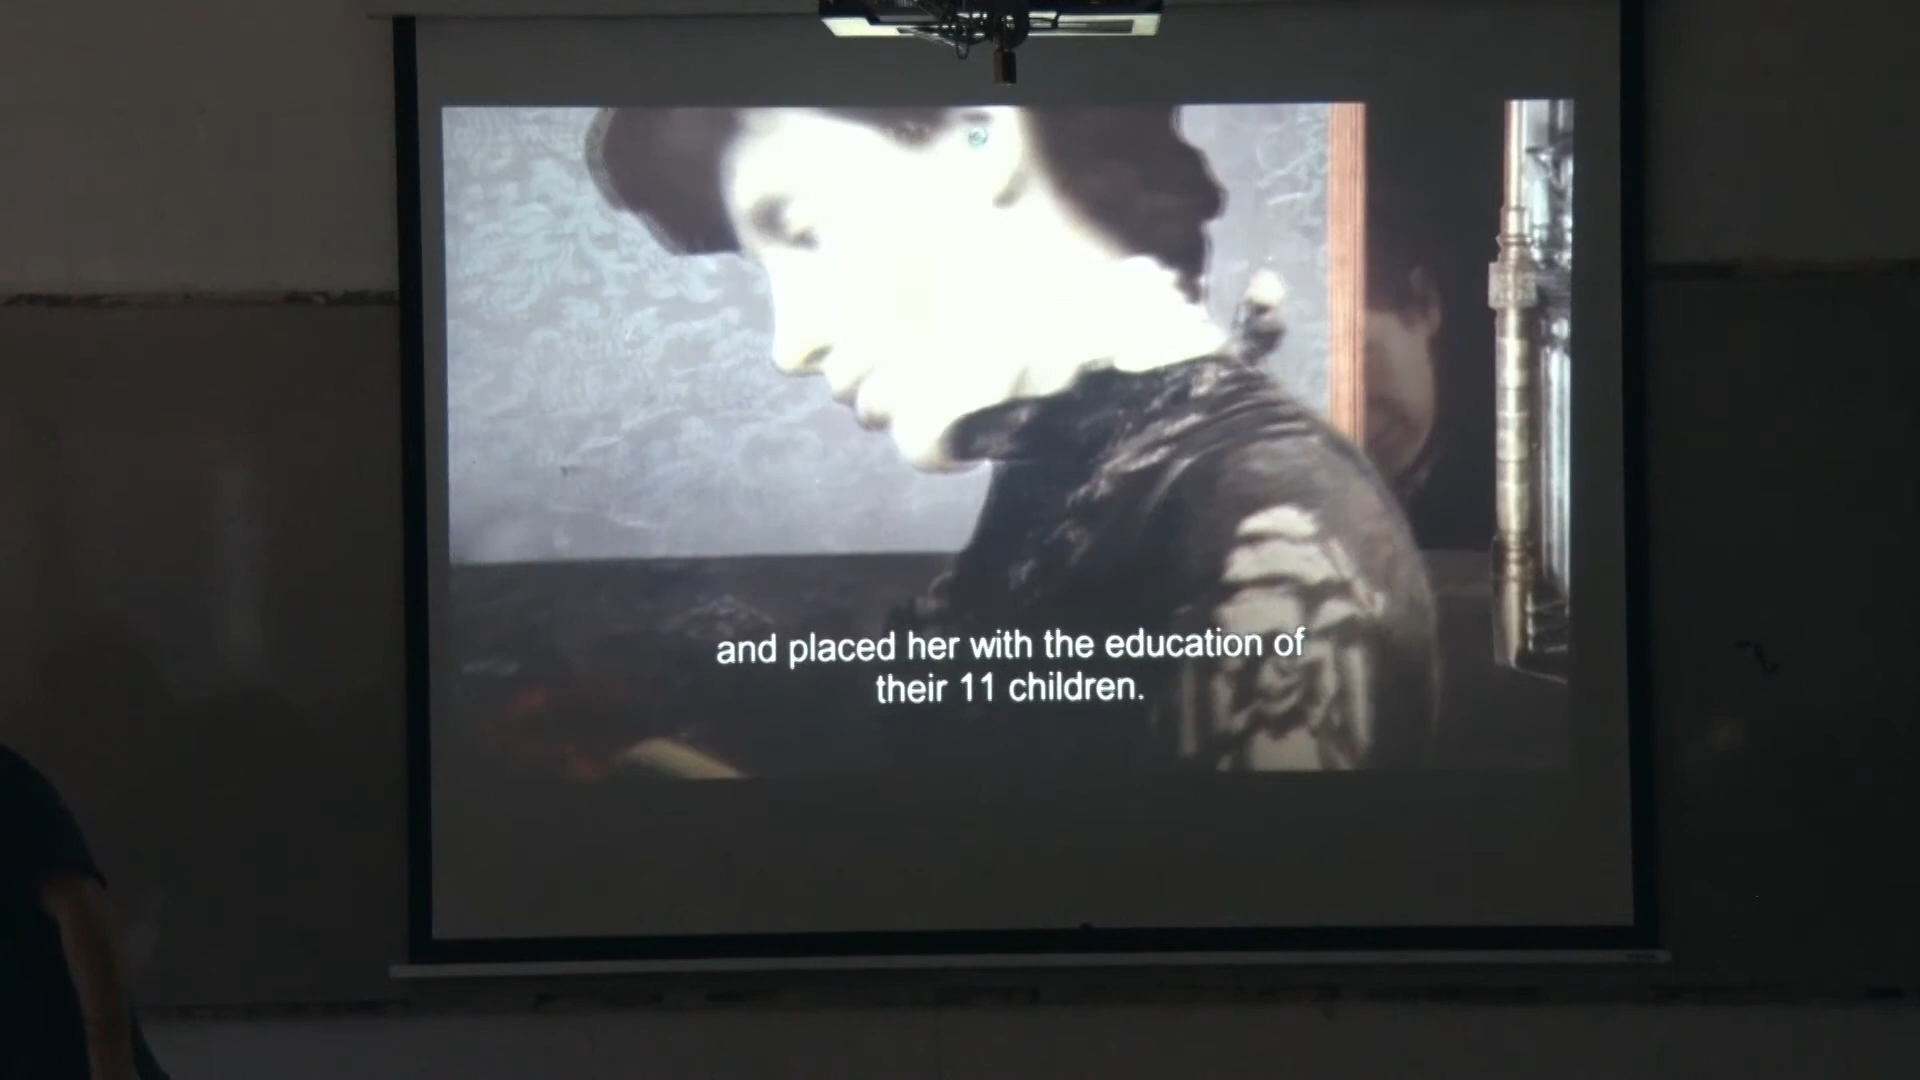 and placed her with the education of
their 11 children.